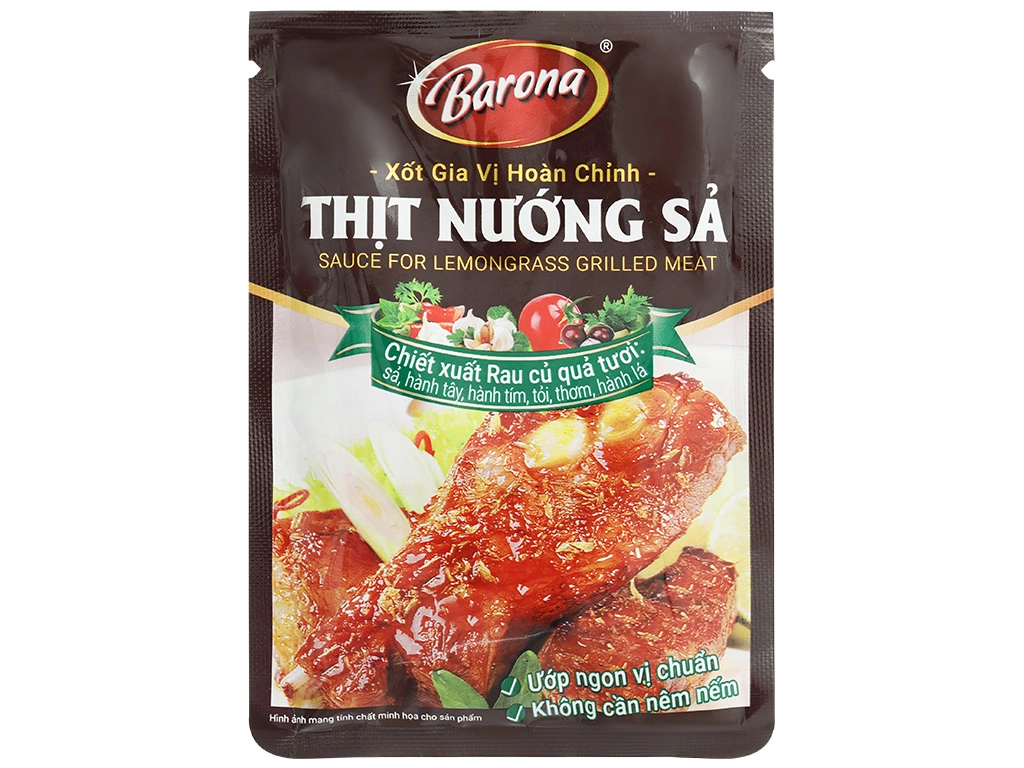 Barona
®
- Xốt Gia Vị Hoàn Chỉnh -
THỊT NƯỚNG SẢ
SAUCE FOR LEMONGRASS GRILLED MEAT
Chiết xuất Rau củ quả tươi:
sả, hành tây, hành tím, tỏi, thơm, hành lá
Ướp ngon vị chuẩn
Không cần nêm nếm
Hình ảnh mang tính chất minh họa cho sản phẩm